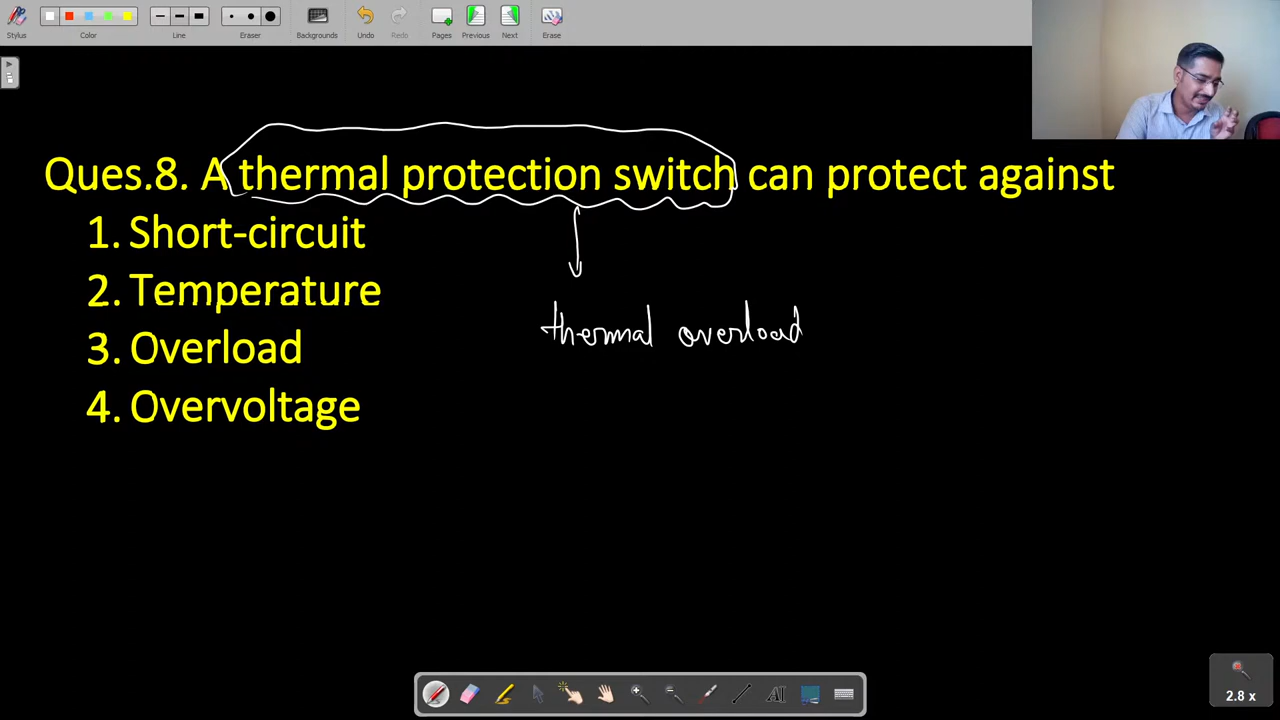 Stylus
Color
Line
Eraser
Backgrounds
Undo
Redo
Pages
Previous
Next
Erase
Ques.8. A thermal protection switch can protect against
1. Short-circuit
2. Temperature
3. Overload
4. Overvoltage
thermal overload
AI
2.8 x